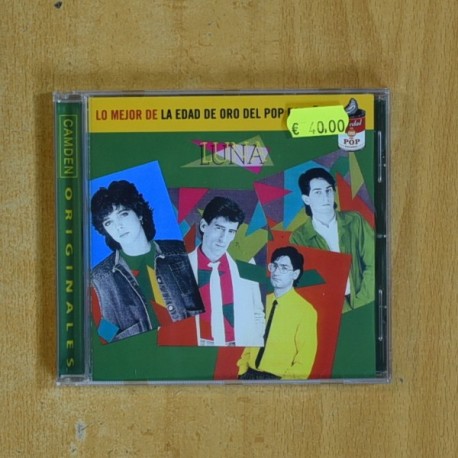 LO MEJOR DE LA EDAD DE ORO DEL POP
€ 40,00
POP
LUNA
CAMDEN ORIGINALES